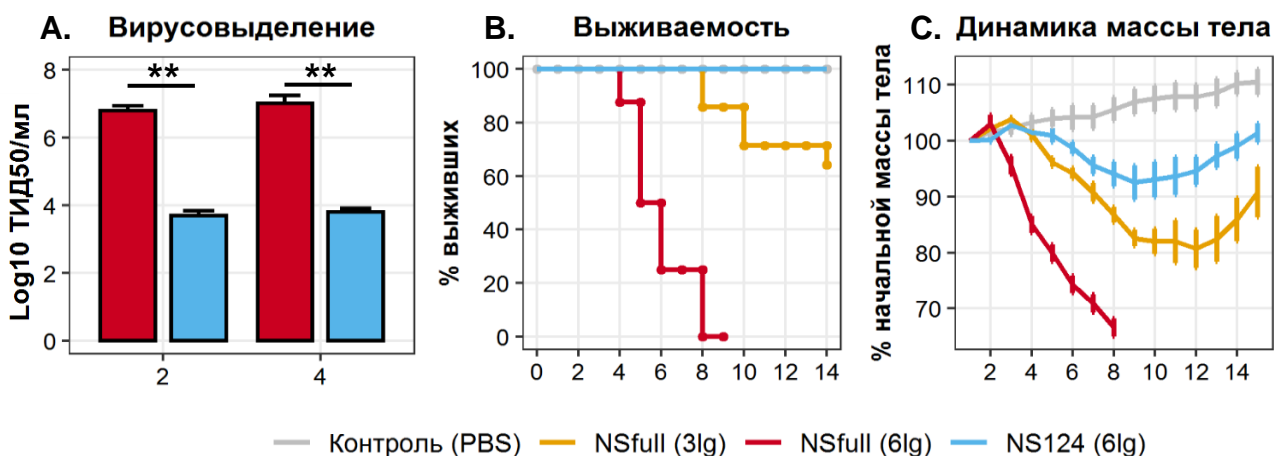 A. Вирусовыделение
Log10 ТИД50/мл
8
6
4
2
0
**
**
2 4
B. Выживаемость
% выживших
100
80
60
40
20
0
0 2 4 6 8 10 12 14
C. Динамика массы тела
% начальной массы тела
110
100
90
80
70
2 4 6 8 10 12 14
Контроль (PBS) NSfull (3lg) NSfull (6lg) NS124 (6lg)